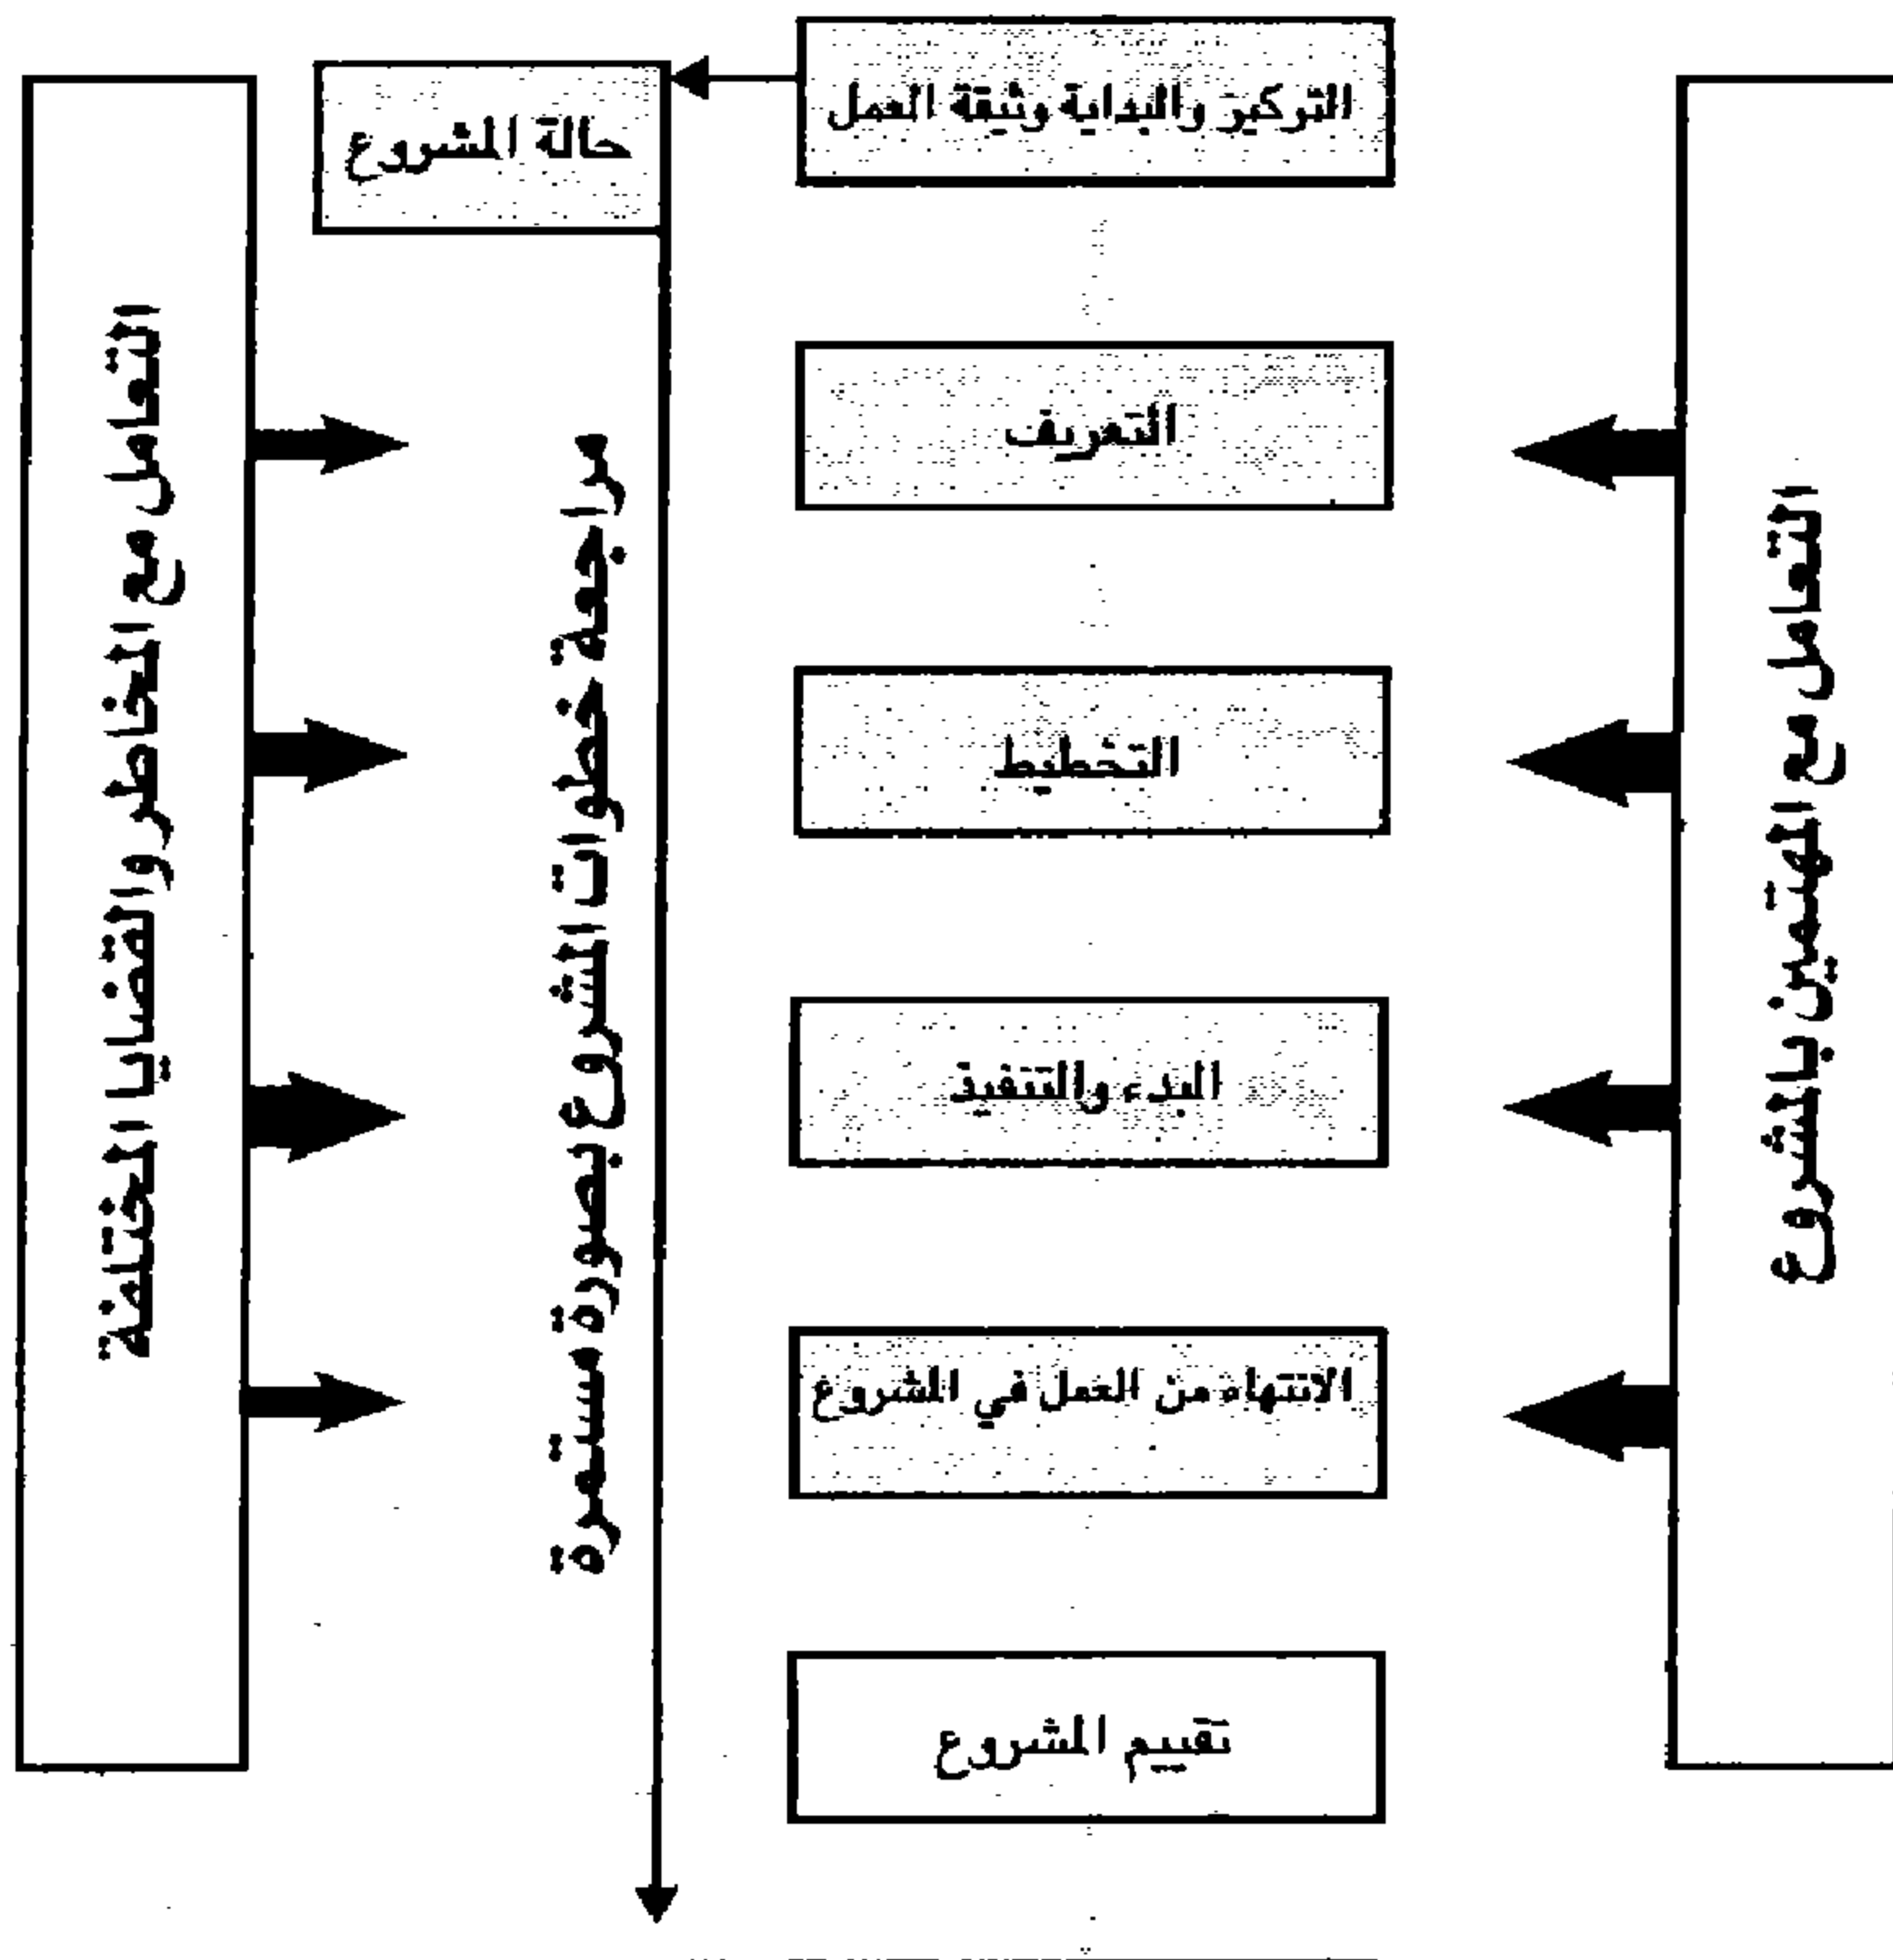 التركيز والبداية وثيقة العمل
حالة المشروع
التعريف
التخطيط
البدء والتنفيذ
الانتهاء من العمل في المشروع
تقييم المشروع
التعامل مع المهتمين بالمشروع
مراجعة خطوات المشروع بصورة مستمرة
التعامل مع المخاطر والقضايا المختلفة